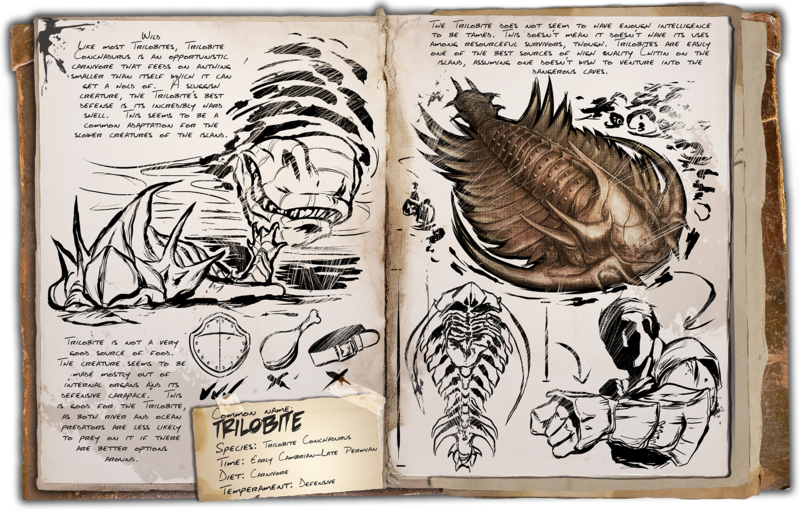 Wild
Like most Trilobites, Trilobite
Conchadurus is an opportunistic
carnivore that feeds on anthing
smaller than itself which it can
get a hold of. A sluggish
creature, the Trilobite's best
defense is its incredibly hard
shell. This seems to be a
common adaptation for the
slower creatures of the island.
Trilobite is not a very
good source of food.
The creature seems to be
made mostly out of
internal organs and its
defensive carapace. This
is good for the Trilobite,
as both river and ocean
predators are less likely
to prey on it if there
are better options
around.
Common name:
Trilobite
Species: Trilobite Conchadurus
Time: Early Cambrian-Late Permian
Diet: Carnivore
Temperament: Defensive
The Trilobite does not seem to have enough intelligence
to be tamed. This doesn't mean it doesn't have its uses
among resourceful survivors, though. Trilobites are easily
one of the best sources of high quality Chitin on the
island, assuming one doesn't wish to venture into the
dangerous caves.